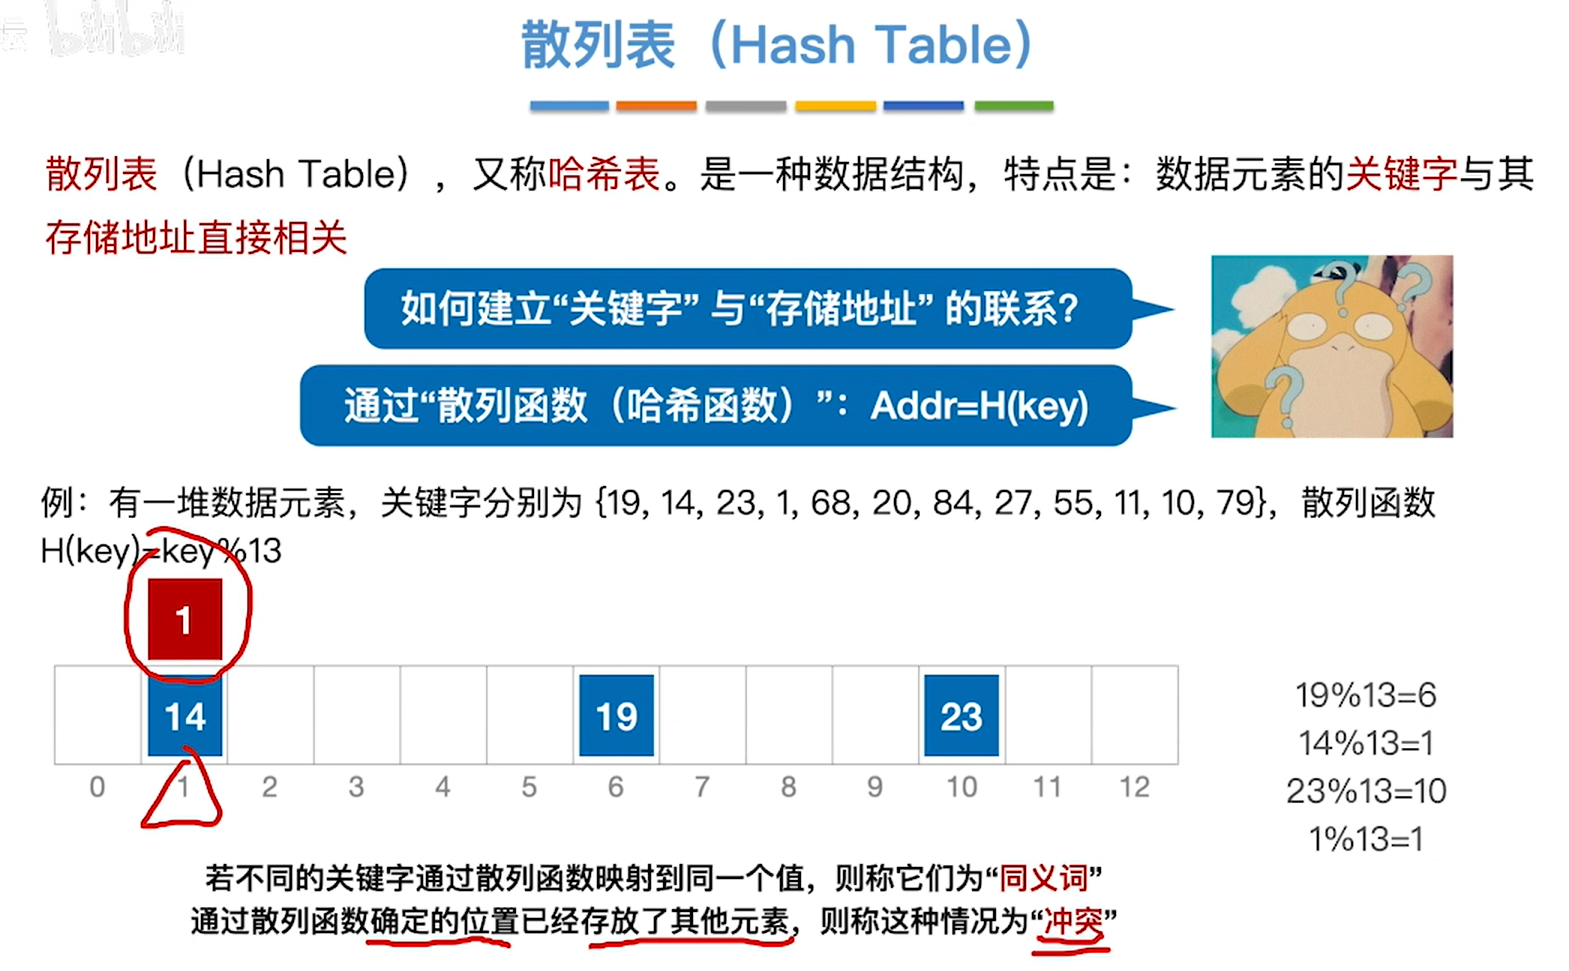 bilibili
散列表（Hash Table）
散列表（Hash Table），又称哈希表。是一种数据结构，特点是：数据元素的关键字与其
存储地址直接相关
如何建立“关键字” 与“存储地址” 的联系？
通过“散列函数（哈希函数）”：Addr=H(key)
例：有一堆数据元素，关键字分别为 {19, 14, 23, 1, 68, 20, 84, 27, 55, 11, 10, 79}，散列函数
H(key)=key%13
1
14 19 23
0 1 2 3 4 5 6 7 8 9 10 11 12
19%13=6
14%13=1
23%13=10
1%13=1
若不同的关键字通过散列函数映射到同一个值，则称它们为“同义词”
通过散列函数确定的位置已经存放了其他元素，则称这种情况为“冲突”